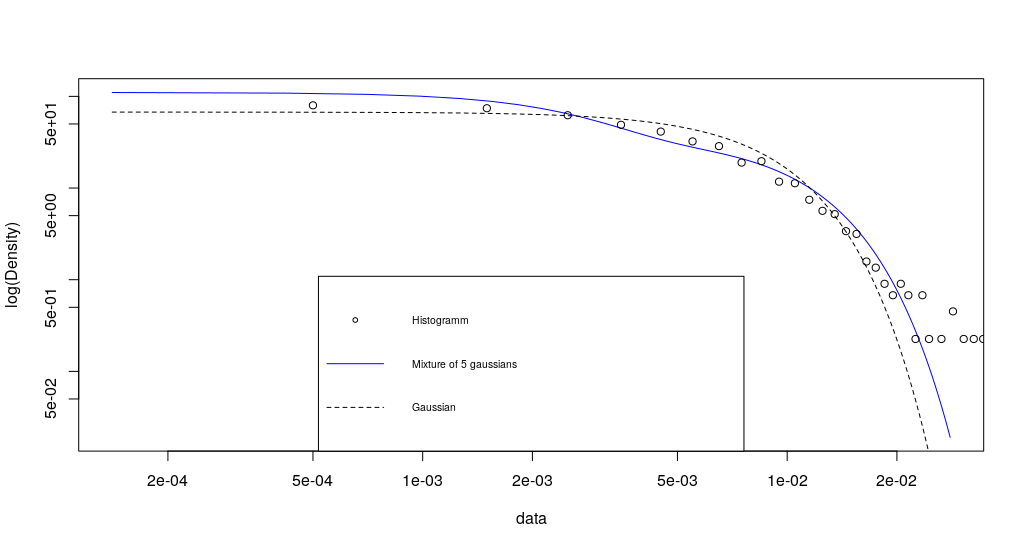 log(Density)
5e+01
5e+00
5e-01
5e-02
Histogramm
Mixture of 5 gaussians
Gaussian
2e-04 5e-04 1e-03 2e-03 5e-03 1e-02 2e-02
data